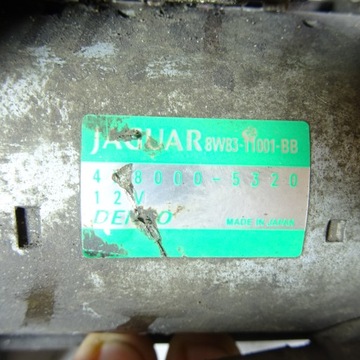 JAGUAR 8W83-11001-BB
428000-5320
12V
DENSO MADE IN JAPAN